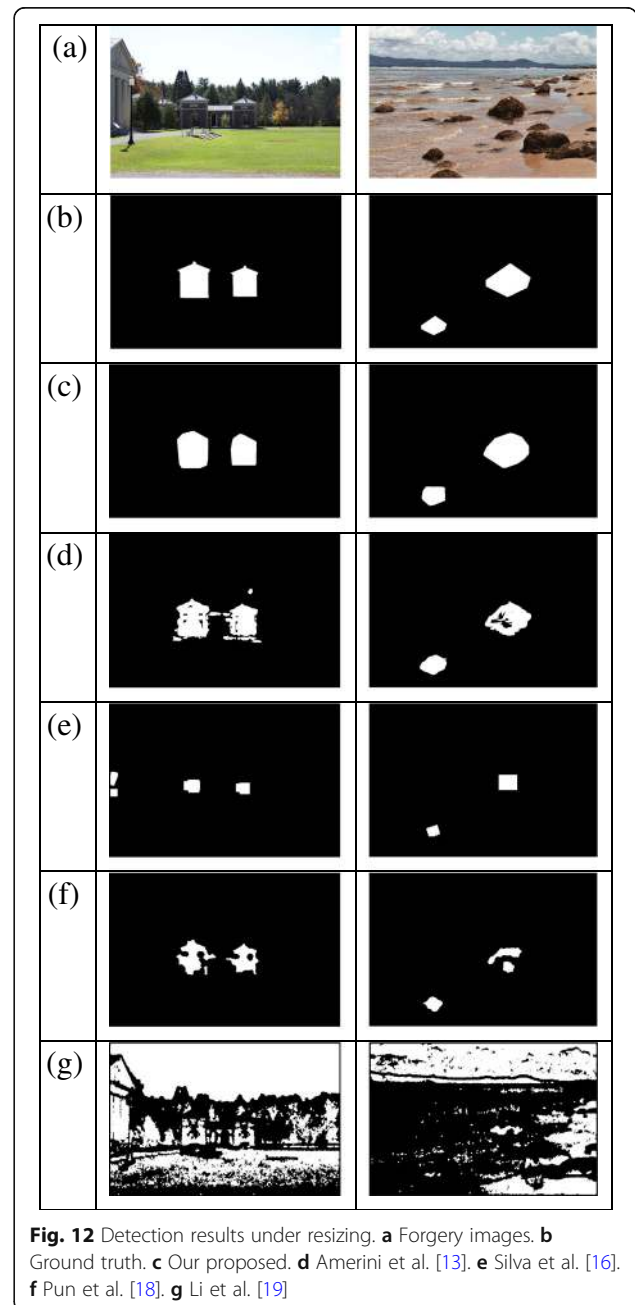 (a)
(b)
(c)
(d)
(e)
(f)
(g)
Fig. 12 Detection results under resizing. a Forgery images. b
Ground truth. c Our proposed. d Amerini et al. [13]. e Silva et al. [16].
f Pun et al. [18]. g Li et al. [19]